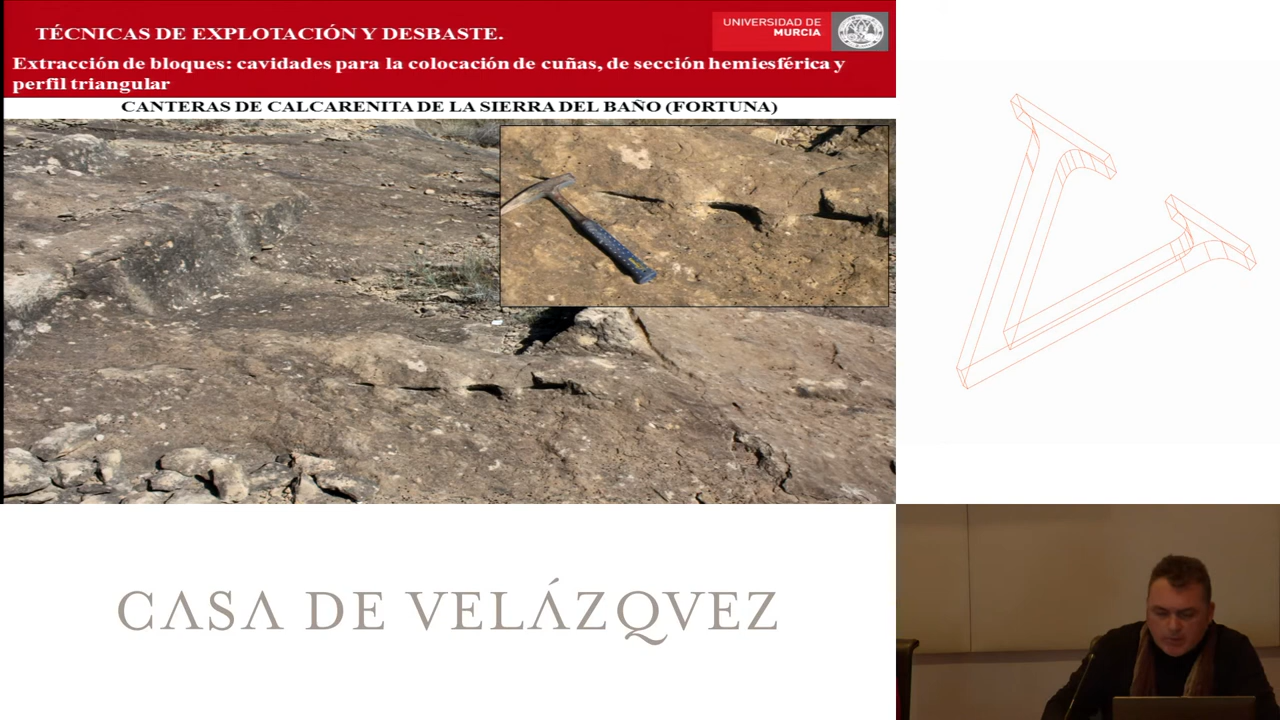 TÉCNICAS DE EXPLOTACIÓN Y DESBASTE.
UNIVERSIDAD DE
MURCIA
Extracción de bloques: cavidades para la colocación de cuñas, de sección hemiesférica y
perfil triangular
CANTERAS DE CALCARENITA DE LA SIERRA DEL BAÑO (FORTUNA)
CASA DE VELÁZQVEZ